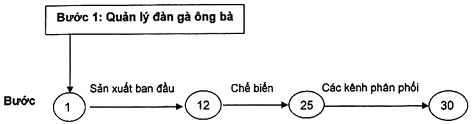 Bước 1: Quản lý đàn gà ông bà
Sản xuất ban đầu
Chế biến
Các kênh phân phối
Bước
1
12
25
30